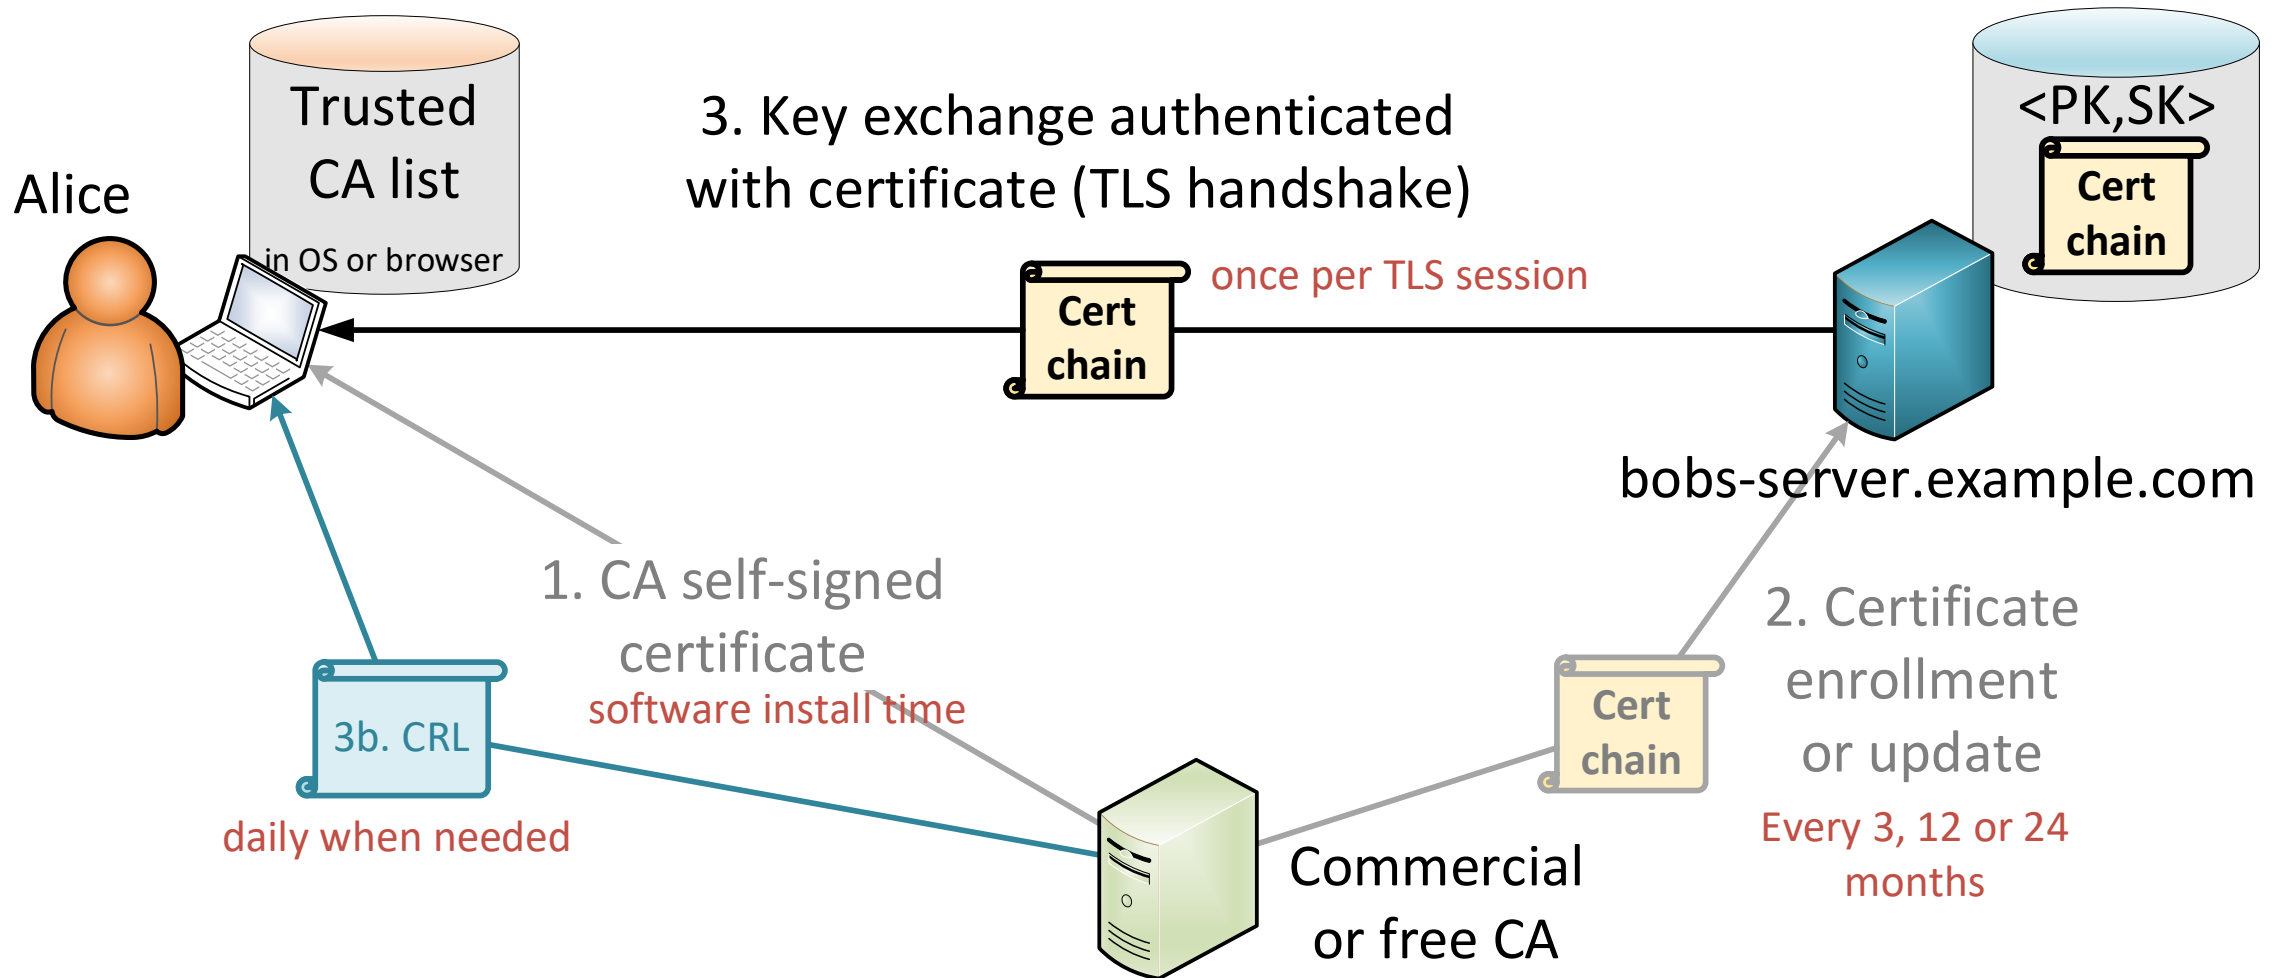 Trusted
CA list
in OS or browser
Alice
3. Key exchange authenticated
with certificate (TLS handshake)
once per TLS session
Cert
chain
<PK,SK>
Cert
chain
bobs-server.example.com
1. CA self-signed
certificate
software install time
3b. CRL
daily when needed
Cert
chain
2. Certificate
enrollment
or update
Every 3, 12 or 24
months
Commercial
or free CA